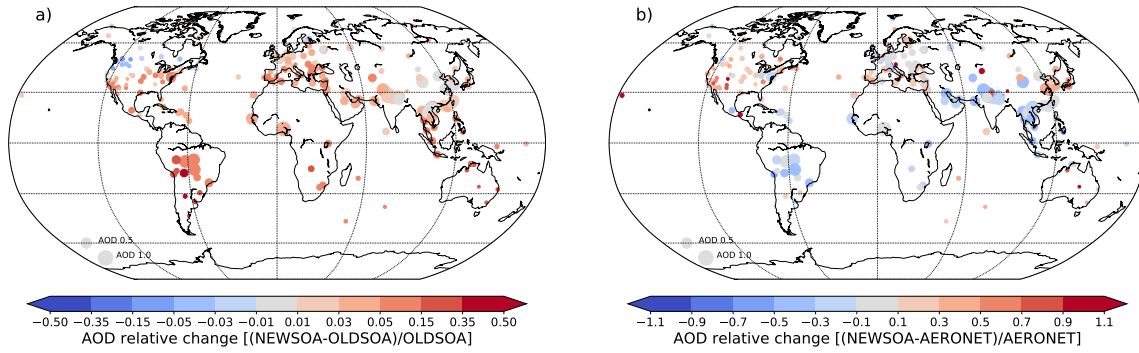 a)
AOD 0.5
AOD 1.0
−0.50 −0.35 −0.15 −0.05 −0.03 −0.01 0.01 0.03 0.05 0.15 0.35 0.50
AOD relative change [(NEWSOA-OLDSOA)/OLDSOA]
b)
AOD 0.5
AOD 1.0
−1.1 −0.9 −0.7 −0.5 −0.3 −0.1 0.1 0.3 0.5 0.7 0.9 1.1
AOD relative change [(NEWSOA-AERONET)/AERONET]